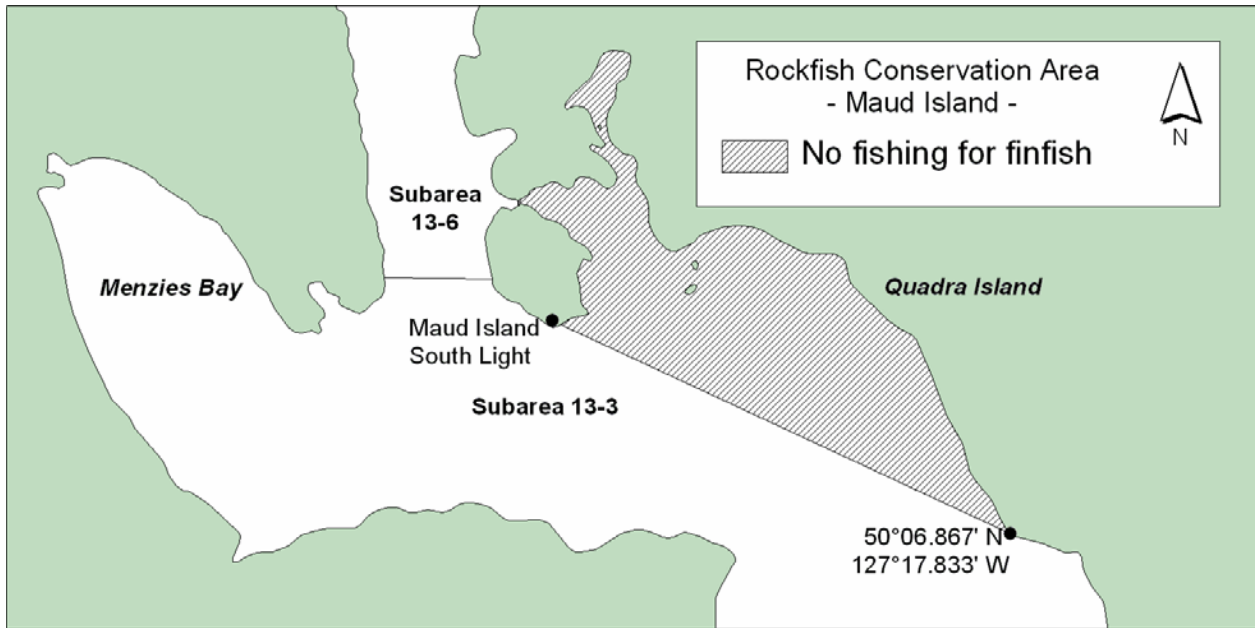 Rockfish Conservation Area
- Maud Island -
N
No fishing for finfish
Subarea
13-6
Menzies Bay
Quadra Island
Maud Island
South Light
Subarea 13-3
50°06.867' N
127°17.833' W